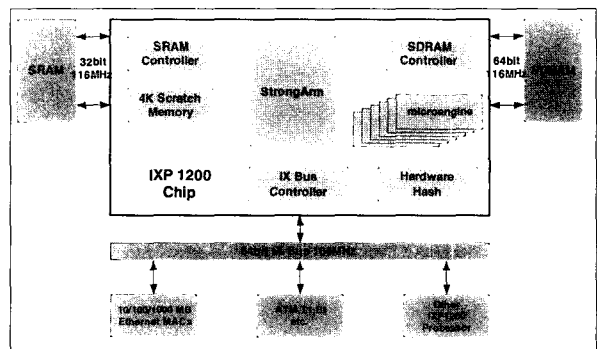 SRAM
32bit
116MHz
SRAM
Controller
4K Scratch
Memory
StrongArm
SDRAM
Controller
microengine
64bit
116MHz
SDRAM
IXP 1200
Chip
IX Bus
Controller
Hardware
Hash
10/100/1000 MB
Ethernet MACs
ATM, T1/E1
etc.
Other
IXP1200
Processor